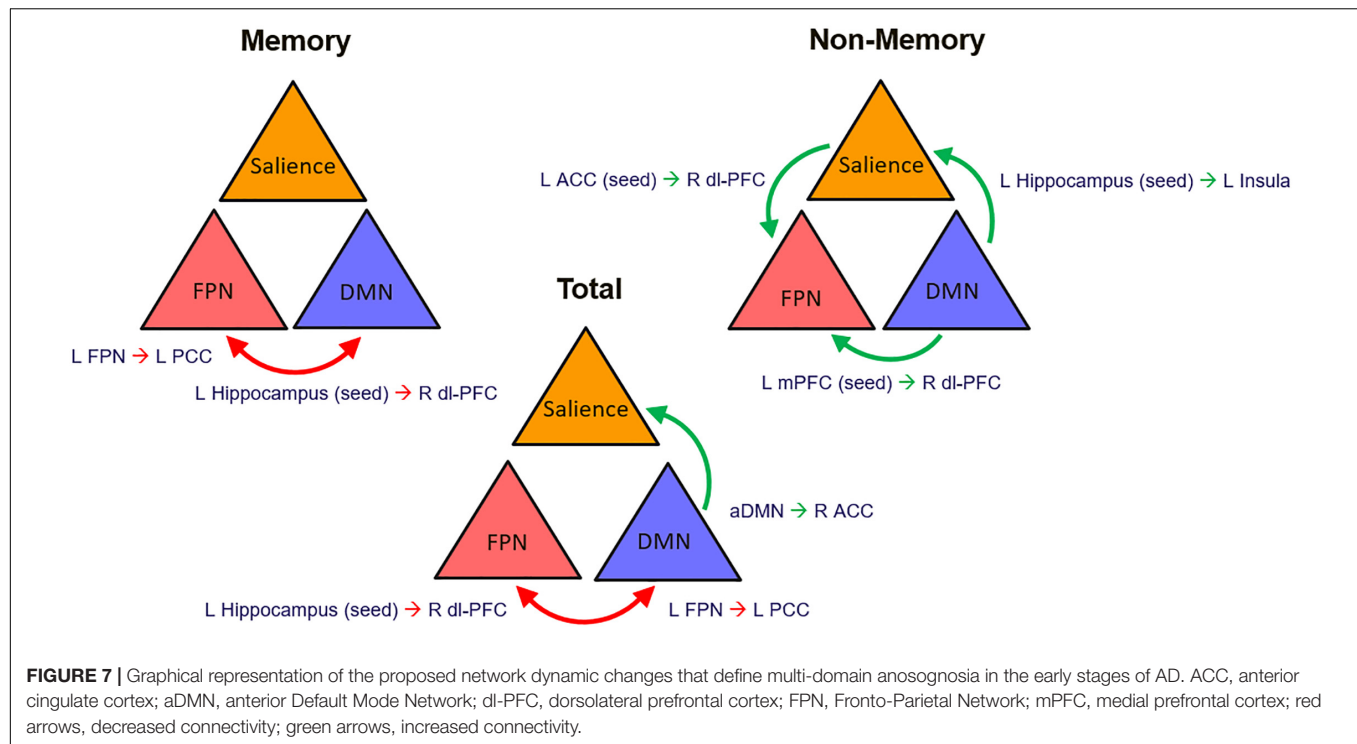 Memory
Salience
FPN
DMN
L FPN → L PCC
L Hippocampus (seed) → R dl-PFC
Non-Memory
L ACC (seed) → R dl-PFC
Salience
L Hippocampus (seed) → L Insula
FPN
DMN
L mPFC (seed) → R dl-PFC
Total
Salience
aDMN → R ACC
FPN
DMN
L Hippocampus (seed) → R dl-PFC
L FPN → L PCC
FIGURE 7 | Graphical representation of the proposed network dynamic changes that define multi-domain anosognosia in the early stages of AD. ACC, anterior
cingulate cortex; aDMN, anterior Default Mode Network; dl-PFC, dorsolateral prefrontal cortex; FPN, Fronto-Parietal Network; mPFC, medial prefrontal cortex; red
arrows, decreased connectivity; green arrows, increased connectivity.